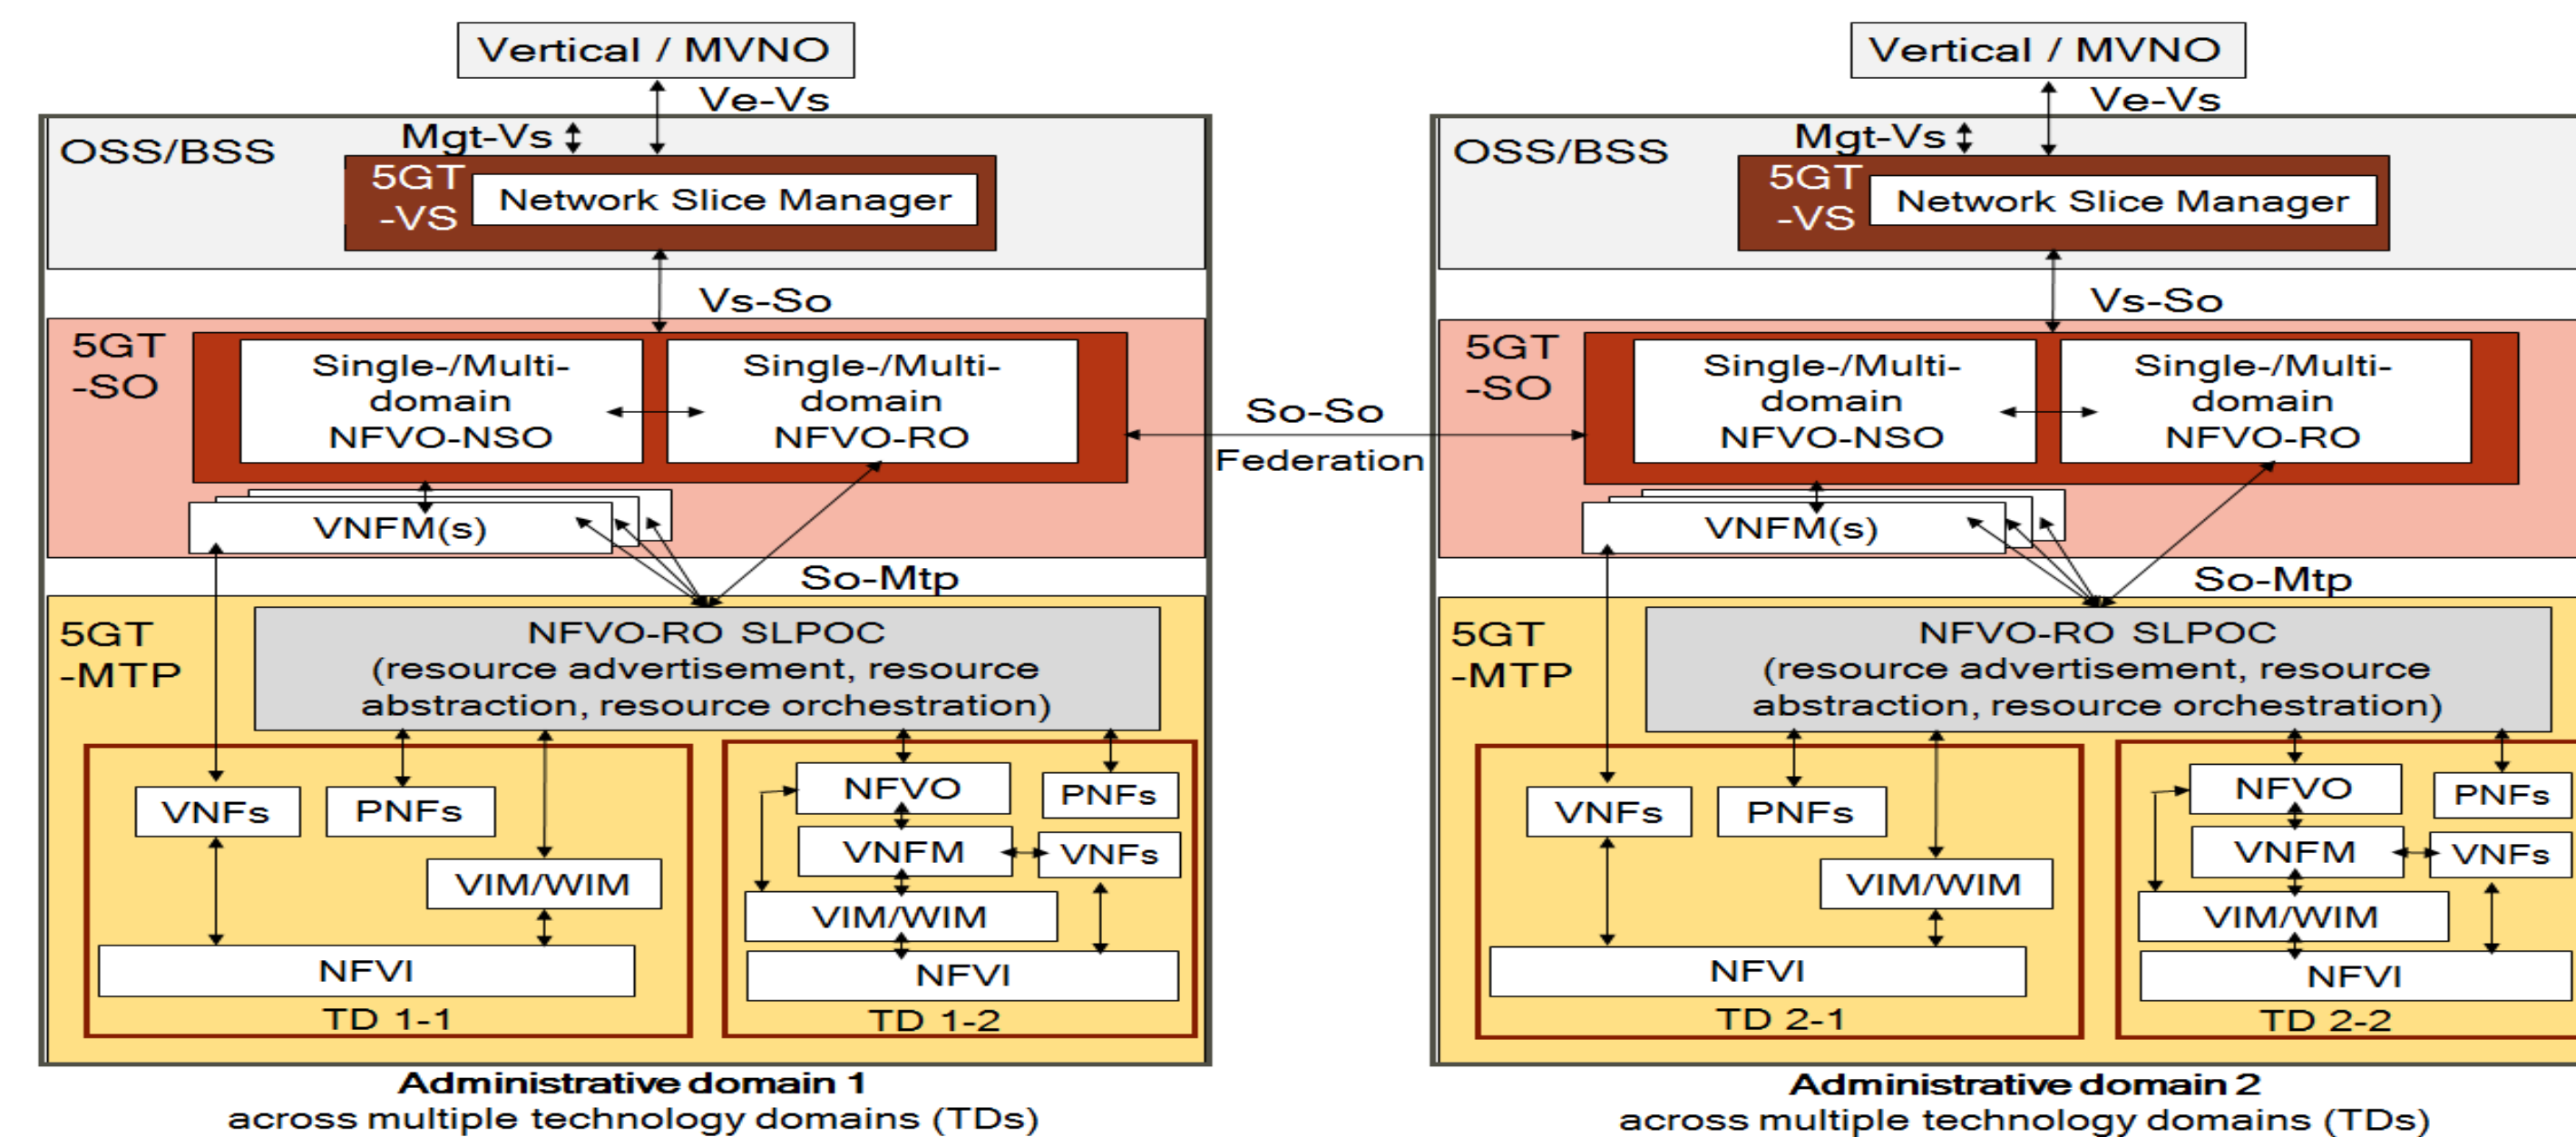 Vertical / MVNO
Ve-Vs
Mgt-Vs
OSS/BSS
5GT
-VS
Network Slice Manager
Vs-So
5GT
-SO
Single-/Multi-
domain
NFVO-NSO
Single-/Multi-
domain
NFVO-RO
VNFM(s)
So-Mtp
5GT
-MTP
NFVO-RO SLPOC
(resource advertisement, resource
abstraction, resource orchestration)
VNFs
PNFs
VIM/WIM
NFVI
TD 1-1
NFVO
PNFs
VNFM
VNFs
VIM/WIM
NFVI
TD 1-2
Administrative domain 1
across multiple technology domains (TDs)
So-So
Federation
Vertical / MVNO
Ve-Vs
Mgt-Vs
OSS/BSS
5GT
-VS
Network Slice Manager
Vs-So
5GT
-SO
Single-/Multi-
domain
NFVO-NSO
Single-/Multi-
domain
NFVO-RO
VNFM(s)
So-Mtp
5GT
-MTP
NFVO-RO SLPOC
(resource advertisement, resource
abstraction, resource orchestration)
VNFs
PNFs
VIM/WIM
NFVI
TD 2-1
NFVO
PNFs
VNFM
VNFs
VIM/WIM
NFVI
TD 2-2
Administrative domain 2
across multiple technology domains (TDs)